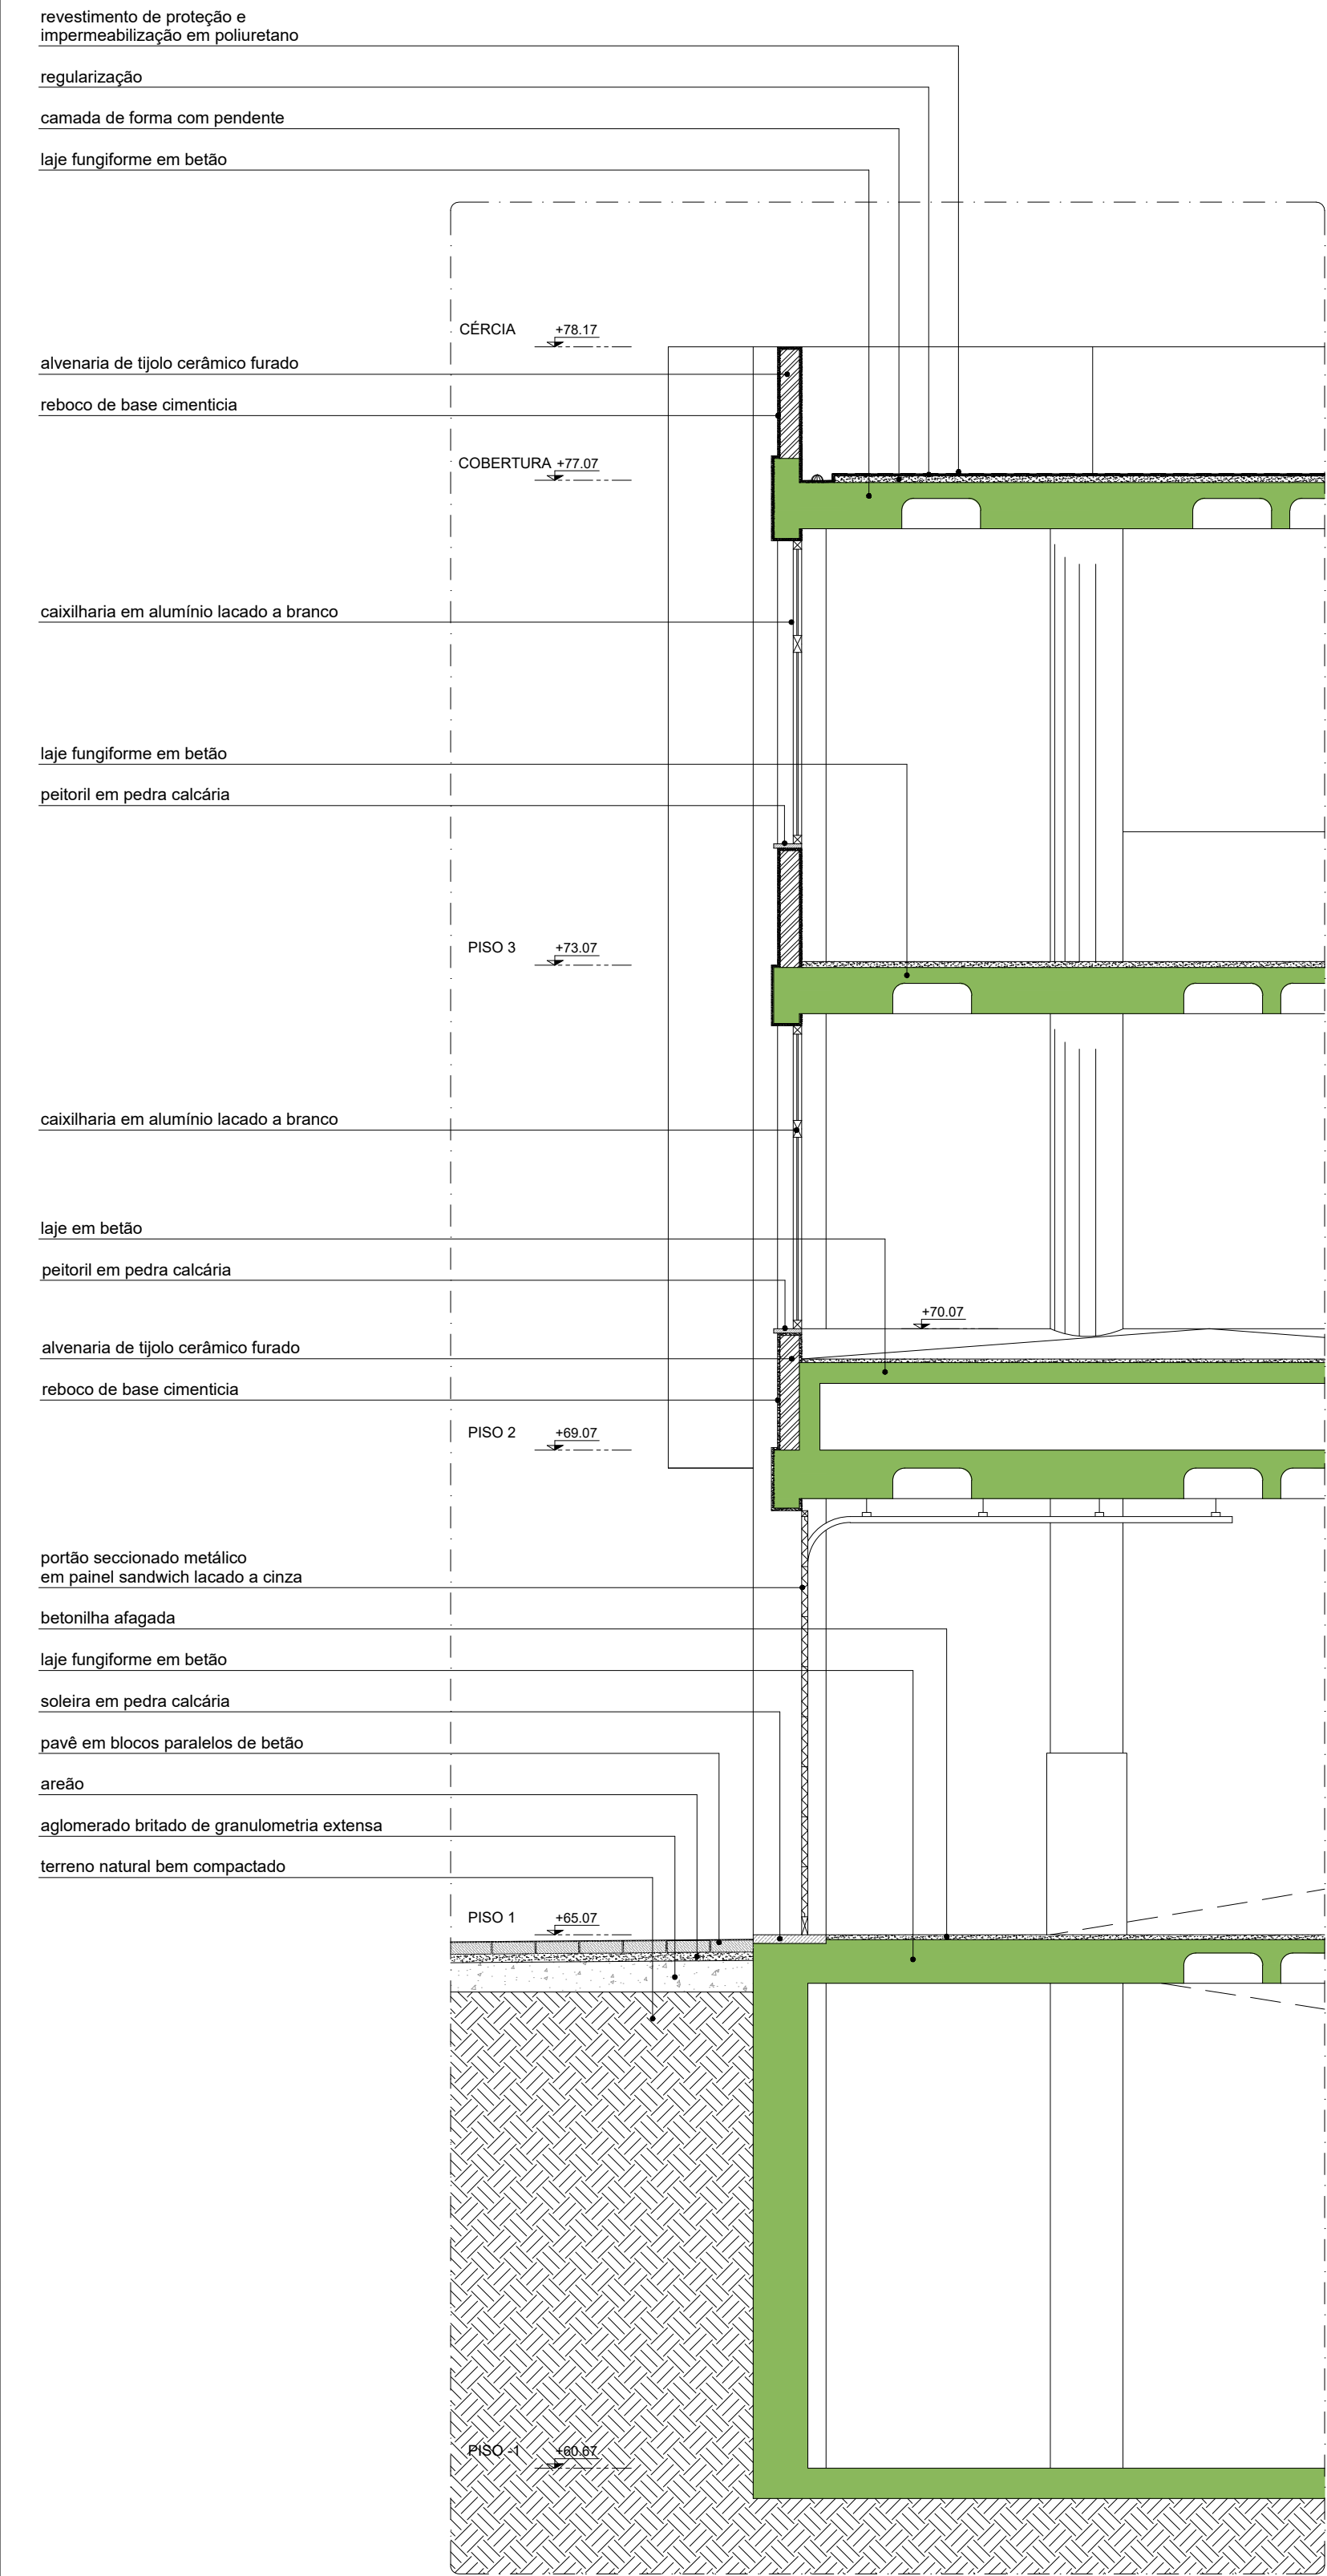 revestimento de proteção e
impermeabilização em poliuretano
regularização
camada de forma com pendente
laje fungiforme em betão
CÉRCIA +78.17
alvenaria de tijolo cerâmico furado
reboco de base cimenticia
COBERTURA +77.07
caixilharia em alumínio lacado a branco
laje fungiforme em betão
peitoril em pedra calcária
PISO 3 +73.07
caixilharia em alumínio lacado a branco
laje em betão
peitoril em pedra calcária
+70.07
alvenaria de tijolo cerâmico furado
reboco de base cimenticia
PISO 2 +69.07
portão seccionado metálico
em painel sandwich lacado a cinza
betonilha afagada
laje fungiforme em betão
soleira em pedra calcária
pavê em blocos paralelos de betão
areão
aglomerado britado de granulometria extensa
terreno natural bem compactado
PISO 1 +65.07
PISO -1 +60.67